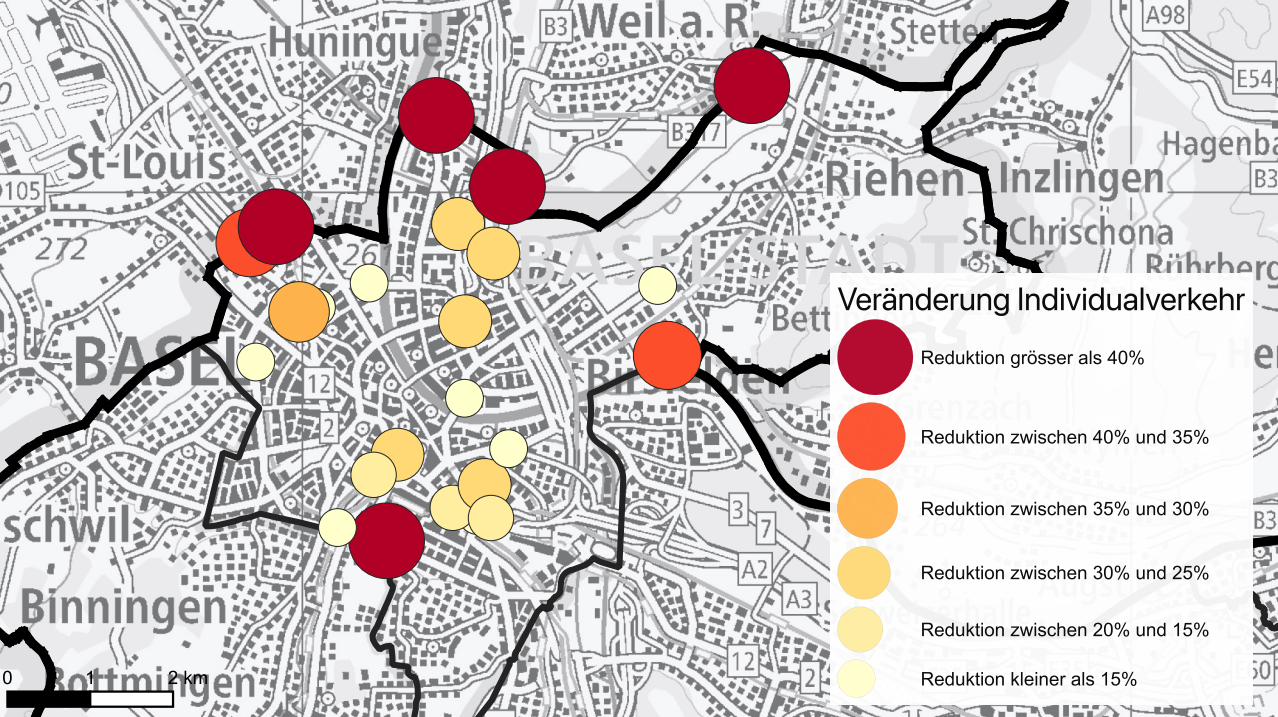 Weil a. R.
B3
Stetten
A98
Huningue
E54
B317
Hagenba
St-Louis
Riehen
Inzlingen
B3
D105
St. Chrischona
272
BASEL-STADT
Rührberg
Veränderung Individualverkehr
Bett
BASEL
Reduktion grösser als 40%
12
Birsfelden
Grenzach
2
Reduktion zwischen 40% und 35%
3
Reduktion zwischen 35% und 30%
B3
schwil
7
264
A2
Reduktion zwischen 30% und 25%
Augst
A3
Binningen
Reduktion zwischen 20% und 15%
12
2
0 1 2 km
Bottmingen
Reduktion kleiner als 15%